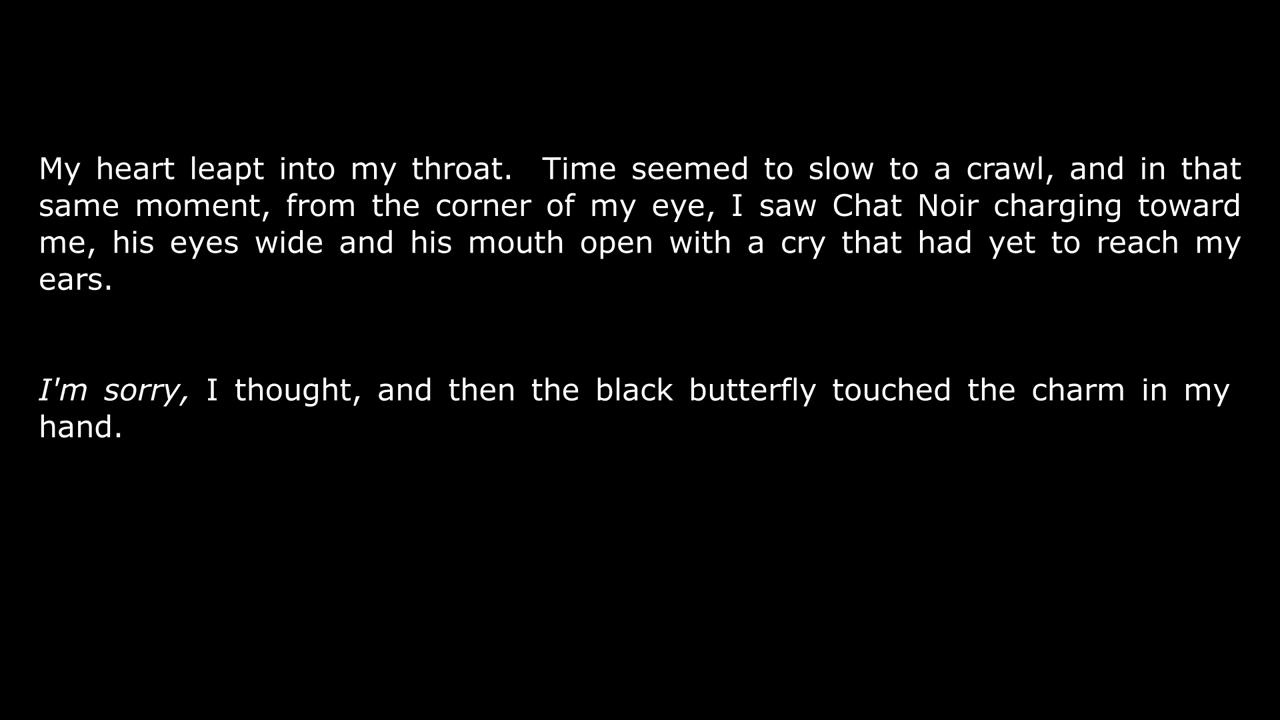 My heart leapt into my throat.  Time seemed to slow to a crawl, and in that
same moment, from the corner of my eye, I saw Chat Noir charging toward
me, his eyes wide and his mouth open with a cry that had yet to reach my
ears.
I'm sorry, I thought, and then the black butterfly touched the charm in my
hand.